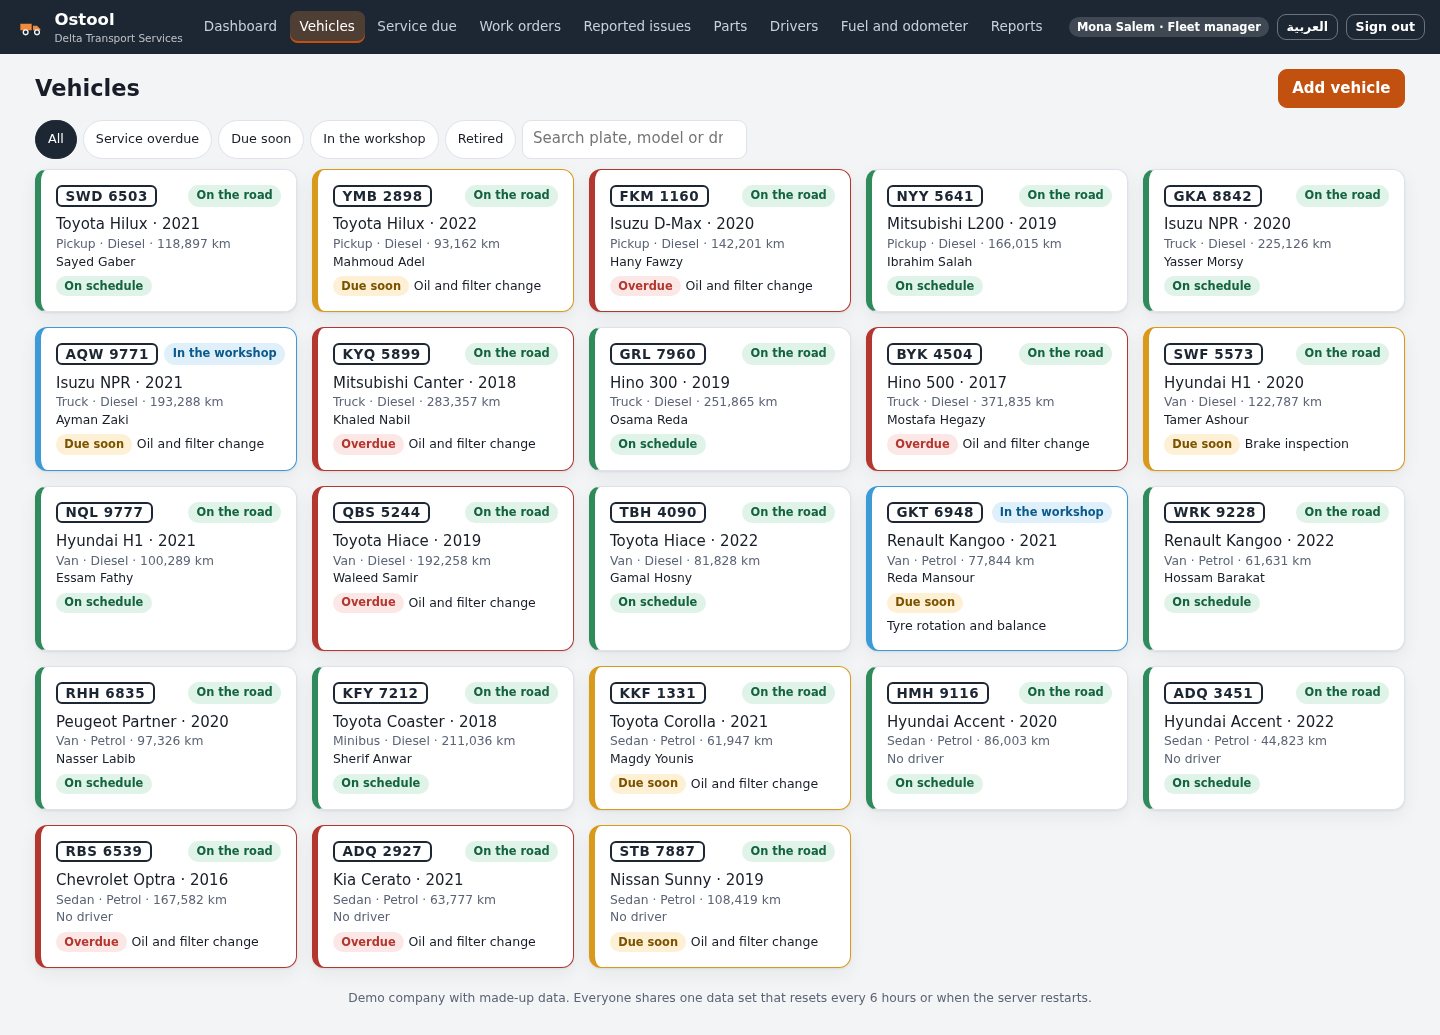 Ostool
Delta Transport Services
Dashboard
Vehicles
Service due
Work orders
Reported issues
Parts
Drivers
Fuel and odometer
Reports
Mona Salem · Fleet manager
العربية
Sign out
Vehicles
Add vehicle
All
Service overdue
Due soon
In the workshop
Retired
Search plate, model or dr
SWD 6503
On the road
Toyota Hilux · 2021
Pickup · Diesel · 118,897 km
Sayed Gaber
On schedule
YMB 2898
On the road
Toyota Hilux · 2022
Pickup · Diesel · 93,162 km
Mahmoud Adel
Due soon Oil and filter change
FKM 1160
On the road
Isuzu D-Max · 2020
Pickup · Diesel · 142,201 km
Hany Fawzy
Overdue Oil and filter change
NYY 5641
On the road
Mitsubishi L200 · 2019
Pickup · Diesel · 166,015 km
Ibrahim Salah
On schedule
GKA 8842
On the road
Isuzu NPR · 2020
Truck · Diesel · 225,126 km
Yasser Morsy
On schedule
AQW 9771
In the workshop
Isuzu NPR · 2021
Truck · Diesel · 193,288 km
Ayman Zaki
Due soon Oil and filter change
KYQ 5899
On the road
Mitsubishi Canter · 2018
Truck · Diesel · 283,357 km
Khaled Nabil
Overdue Oil and filter change
GRL 7960
On the road
Hino 300 · 2019
Truck · Diesel · 251,865 km
Osama Reda
On schedule
BYK 4504
On the road
Hino 500 · 2017
Truck · Diesel · 371,835 km
Mostafa Hegazy
Overdue Oil and filter change
SWF 5573
On the road
Hyundai H1 · 2020
Van · Diesel · 122,787 km
Tamer Ashour
Due soon Brake inspection
NQL 9777
On the road
Hyundai H1 · 2021
Van · Diesel · 100,289 km
Essam Fathy
On schedule
QBS 5244
On the road
Toyota Hiace · 2019
Van · Diesel · 192,258 km
Waleed Samir
Overdue Oil and filter change
TBH 4090
On the road
Toyota Hiace · 2022
Van · Diesel · 81,828 km
Gamal Hosny
On schedule
GKT 6948
In the workshop
Renault Kangoo · 2021
Van · Petrol · 77,844 km
Reda Mansour
Due soon
Tyre rotation and balance
WRK 9228
On the road
Renault Kangoo · 2022
Van · Petrol · 61,631 km
Hossam Barakat
On schedule
RHH 6835
On the road
Peugeot Partner · 2020
Van · Petrol · 97,326 km
Nasser Labib
On schedule
KFY 7212
On the road
Toyota Coaster · 2018
Minibus · Diesel · 211,036 km
Sherif Anwar
On schedule
KKF 1331
On the road
Toyota Corolla · 2021
Sedan · Petrol · 61,947 km
Magdy Younis
Due soon Oil and filter change
HMH 9116
On the road
Hyundai Accent · 2020
Sedan · Petrol · 86,003 km
No driver
On schedule
ADQ 3451
On the road
Hyundai Accent · 2022
Sedan · Petrol · 44,823 km
No driver
On schedule
RBS 6539
On the road
Chevrolet Optra · 2016
Sedan · Petrol · 167,582 km
No driver
Overdue Oil and filter change
ADQ 2927
On the road
Kia Cerato · 2021
Sedan · Petrol · 63,777 km
No driver
Overdue Oil and filter change
STB 7887
On the road
Nissan Sunny · 2019
Sedan · Petrol · 108,419 km
No driver
Due soon Oil and filter change
Demo company with made-up data. Everyone shares one data set that resets every 6 hours or when the server restarts.